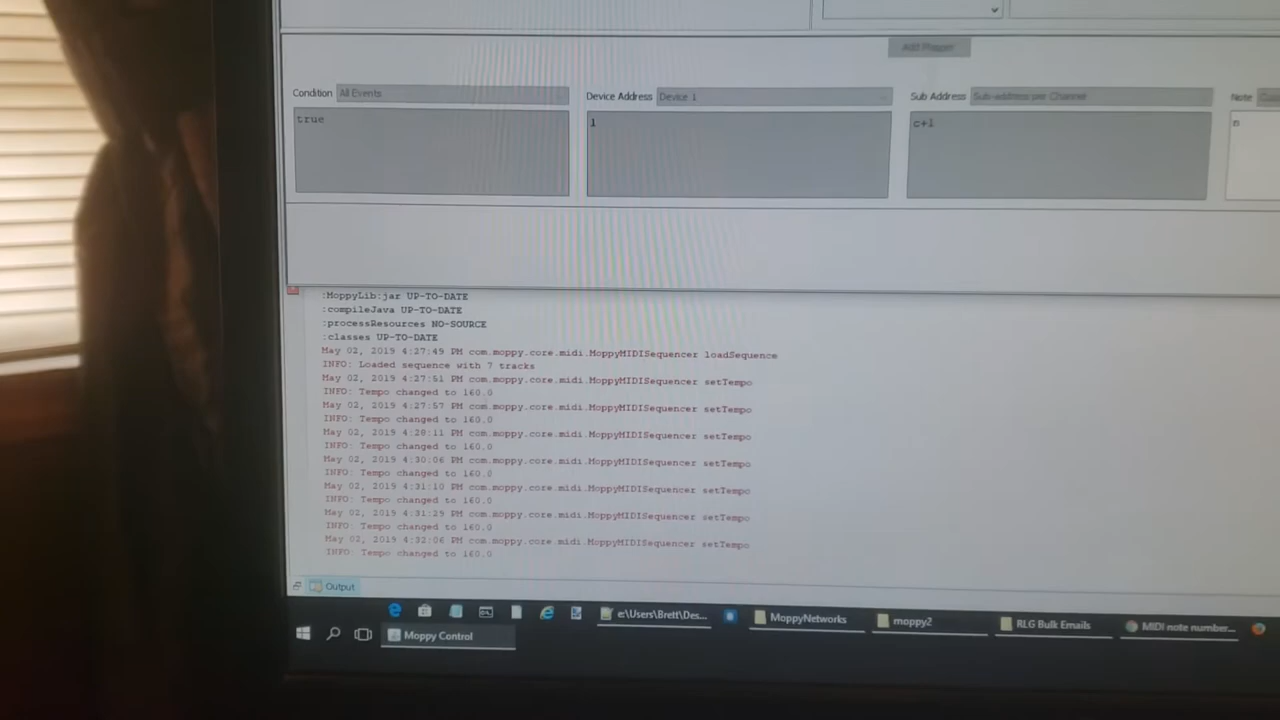 Add Mapper
Condition All Events
Device Address Device 1
Sub Address Sub-address per Channel
Note
true
1
c+1
n
:MoppyLib:jar UP-TO-DATE
:compileJava UP-TO-DATE
:processResources NO-SOURCE
:classes UP-TO-DATE
May 02, 2019 4:27:49 PM com.moppy.core.midi.MoppyMIDISequencer loadSequence
INFO: Loaded sequence with 7 tracks
May 02, 2019 4:27:51 PM com.moppy.core.midi.MoppyMIDISequencer setTempo
INFO: Tempo changed to 160.0
May 02, 2019 4:27:57 PM com.moppy.core.midi.MoppyMIDISequencer setTempo
INFO: Tempo changed to 160.0
May 02, 2019 4:28:11 PM com.moppy.core.midi.MoppyMIDISequencer setTempo
INFO: Tempo changed to 160.0
May 02, 2019 4:30:06 PM com.moppy.core.midi.MoppyMIDISequencer setTempo
INFO: Tempo changed to 160.0
May 02, 2019 4:31:10 PM com.moppy.core.midi.MoppyMIDISequencer setTempo
INFO: Tempo changed to 160.0
May 02, 2019 4:31:29 PM com.moppy.core.midi.MoppyMIDISequencer setTempo
INFO: Tempo changed to 160.0
May 02, 2019 4:32:06 PM com.moppy.core.midi.MoppyMIDISequencer setTempo
INFO: Tempo changed to 160.0
Output
e:\Users\Brett\Des...
MoppyNetworks
moppy2
RLG Bulk Emails
MIDI note number...
Moppy Control